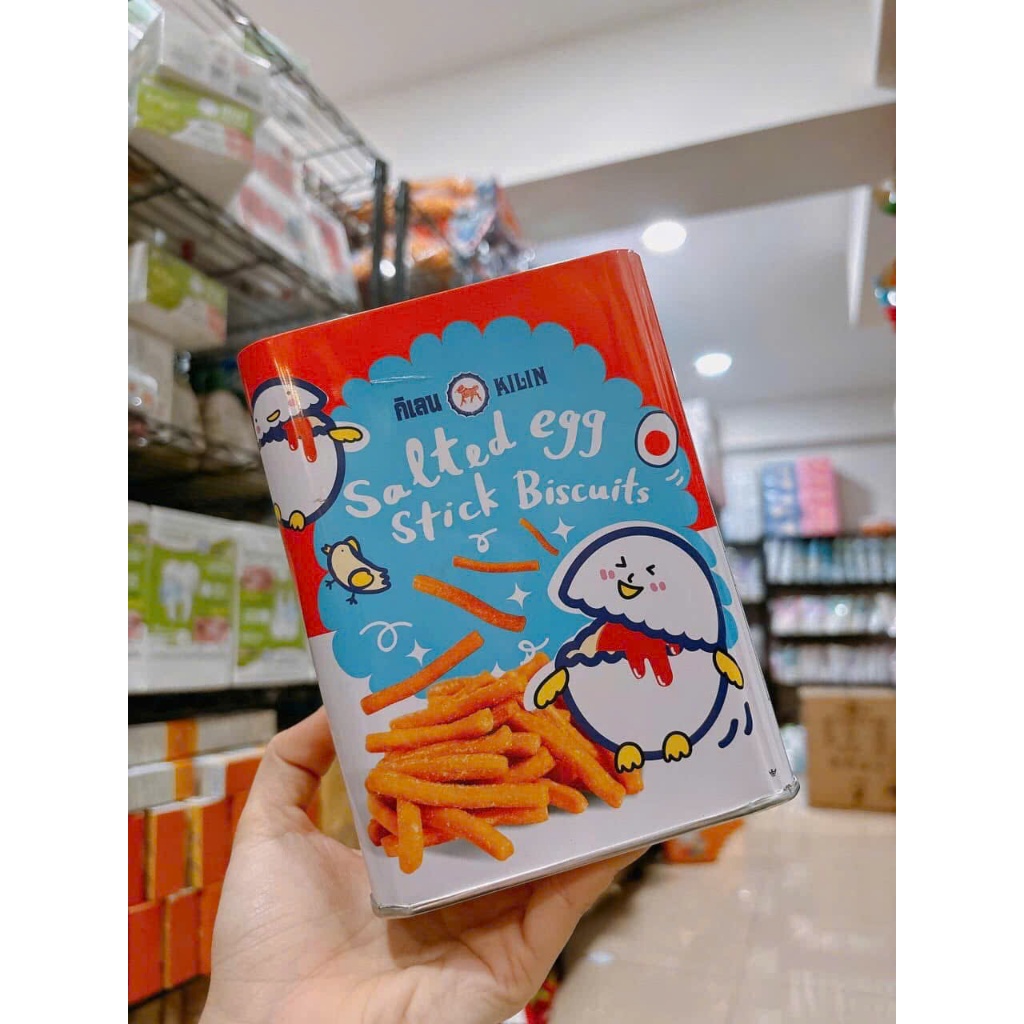 กิเลน KILIN
Salted egg
Stick Biscuits